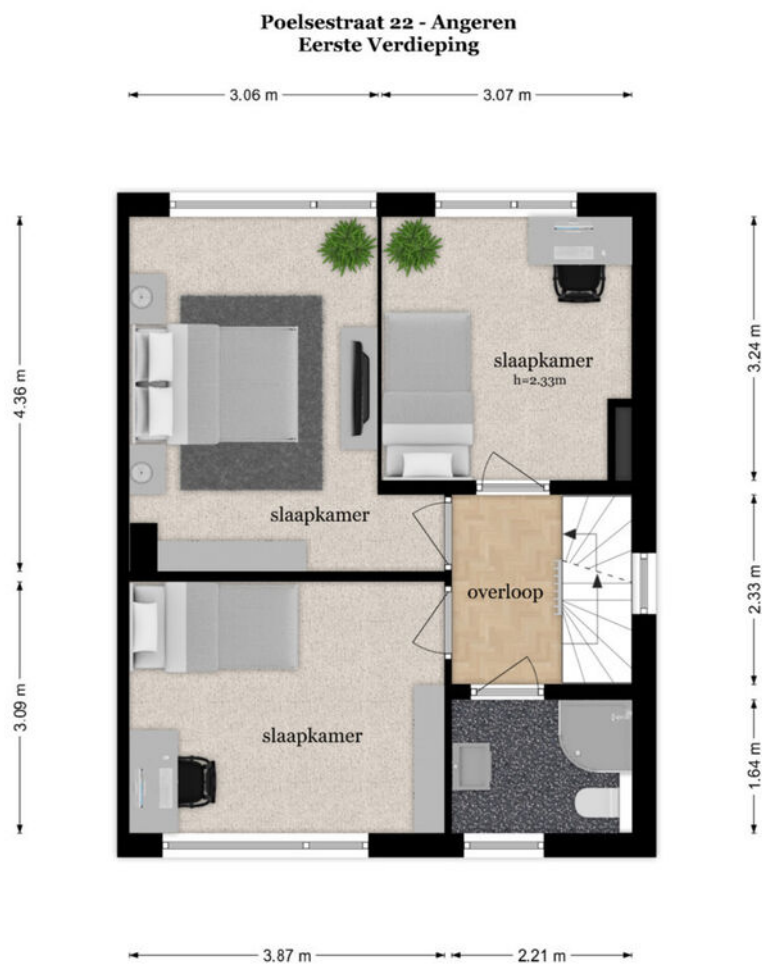 Poelsestraat 22 - Angeren
Eerste Verdieping
3.06 m
3.07 m
4.36 m
3.24 m
slaapkamer
h=2.33m
slaapkamer
overloop
2.33 m
3.09 m
slaapkamer
1.64 m
3.87 m
2.21 m